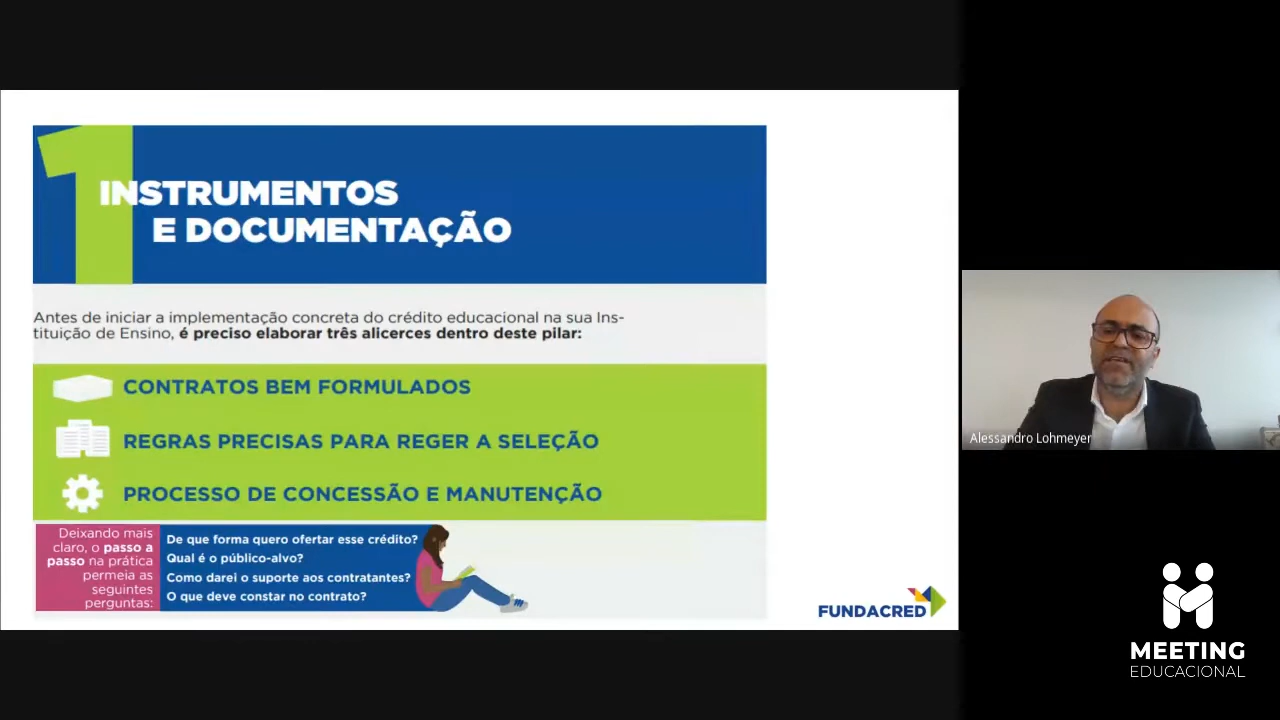 1
INSTRUMENTOS
E DOCUMENTAÇÃO
Antes de iniciar a implementação concreta do crédito educacional na sua Ins-
tituição de Ensino, é preciso elaborar três alicerces dentro deste pilar:
CONTRATOS BEM FORMULADOS
REGRAS PRECISAS PARA REGER A SELEÇÃO
PROCESSO DE CONCESSÃO E MANUTENÇÃO
Deixando mais
claro, o passo a
passo na prática
permeia as
seguintes
perguntas:
De que forma quero ofertar esse crédito?
Qual é o público-alvo?
Como darei o suporte aos contratantes?
O que deve constar no contrato?
FUNDACRED
Alessandro Lohmeyer
MEETING
EDUCACIONAL